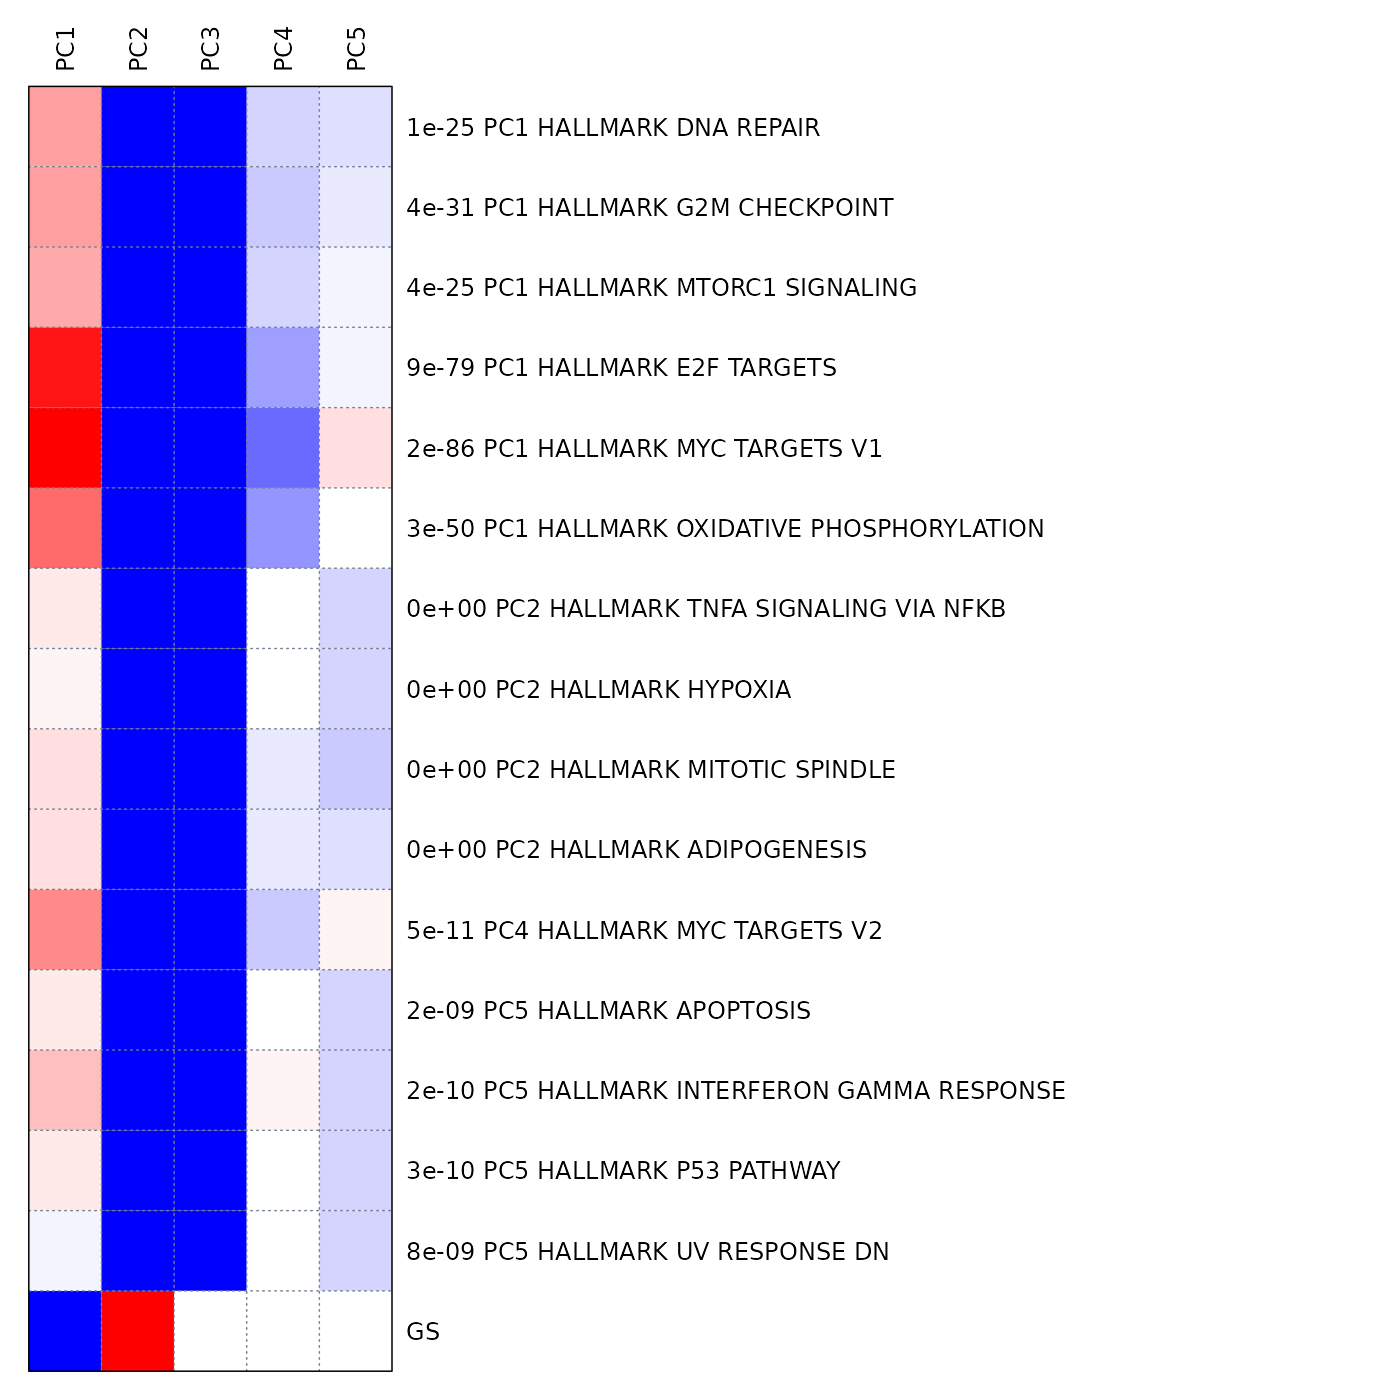 PC1 PC2 PC3 PC4 PC5
1e-25 PC1 HALLMARK DNA REPAIR
4e-31 PC1 HALLMARK G2M CHECKPOINT
4e-25 PC1 HALLMARK MTORC1 SIGNALING
9e-79 PC1 HALLMARK E2F TARGETS
2e-86 PC1 HALLMARK MYC TARGETS V1
3e-50 PC1 HALLMARK OXIDATIVE PHOSPHORYLATION
0e+00 PC2 HALLMARK TNFA SIGNALING VIA NFKB
0e+00 PC2 HALLMARK HYPOXIA
0e+00 PC2 HALLMARK MITOTIC SPINDLE
0e+00 PC2 HALLMARK ADIPOGENESIS
5e-11 PC4 HALLMARK MYC TARGETS V2
2e-09 PC5 HALLMARK APOPTOSIS
2e-10 PC5 HALLMARK INTERFERON GAMMA RESPONSE
3e-10 PC5 HALLMARK P53 PATHWAY
8e-09 PC5 HALLMARK UV RESPONSE DN
GS